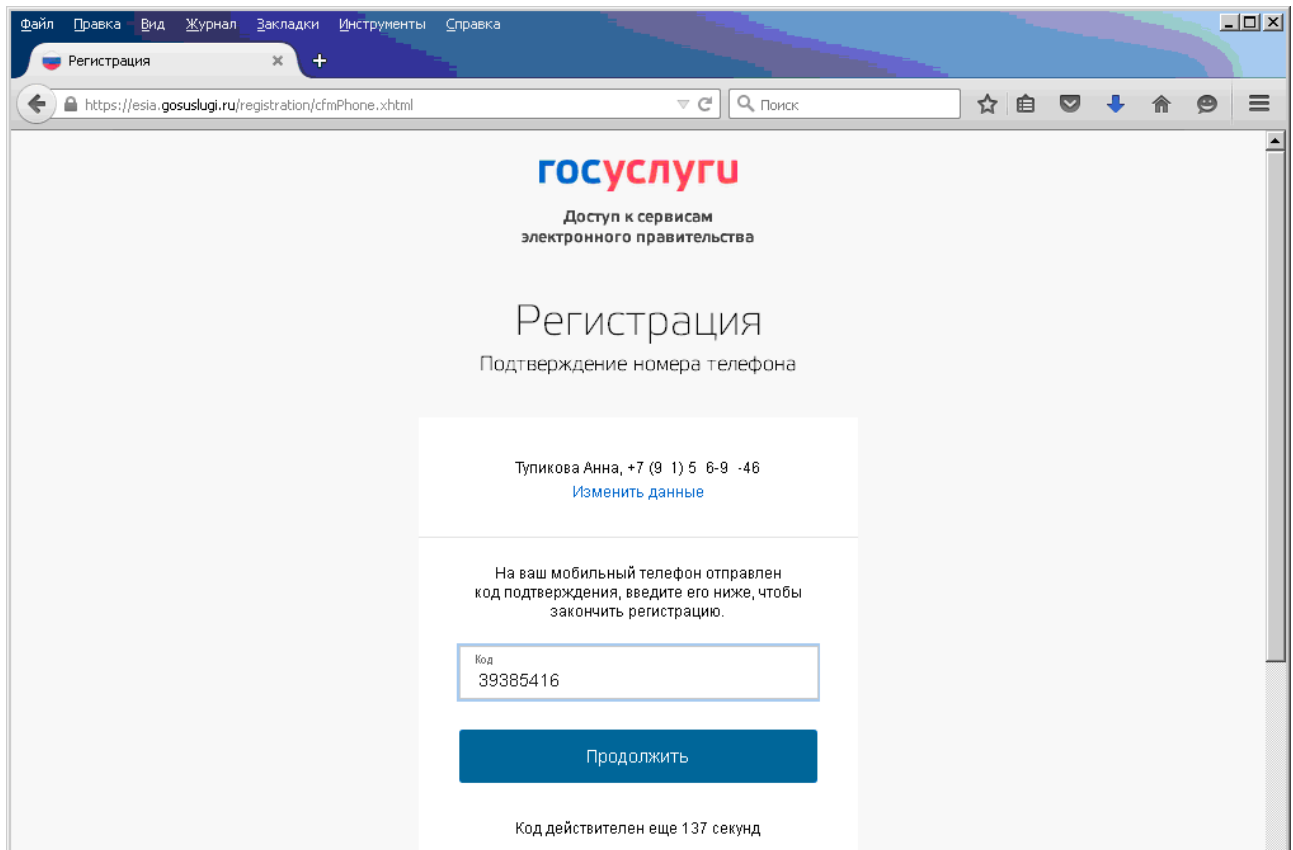 Файл Правка Вид Журнал Закладки Инструменты Справка
Регистрация
https://esia.gosuslugi.ru/registration/cfmPhone.xhtml
Поиск
госуслуги
Доступ к сервисам
электронного правительства
Регистрация
Подтверждение номера телефона
Тупикова Анна, +7 (9 1) 5 6-9 -46
Изменить данные
На ваш мобильный телефон отправлен
код подтверждения, введите его ниже, чтобы
закончить регистрацию.
Код
39385416
Продолжить
Код действителен еще 137 секунд